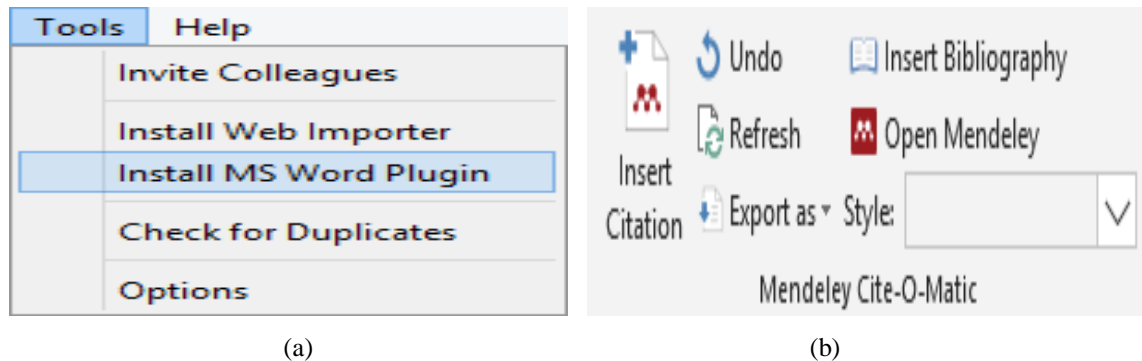 Tools Help
Invite Colleagues
Install Web Importer
Install MS Word Plugin
Check for Duplicates
Options
(a)
Undo Insert Bibliography
Refresh Open Mendeley
Insert
Citation
Export as Style:
Mendeley Cite-O-Matic
(b)